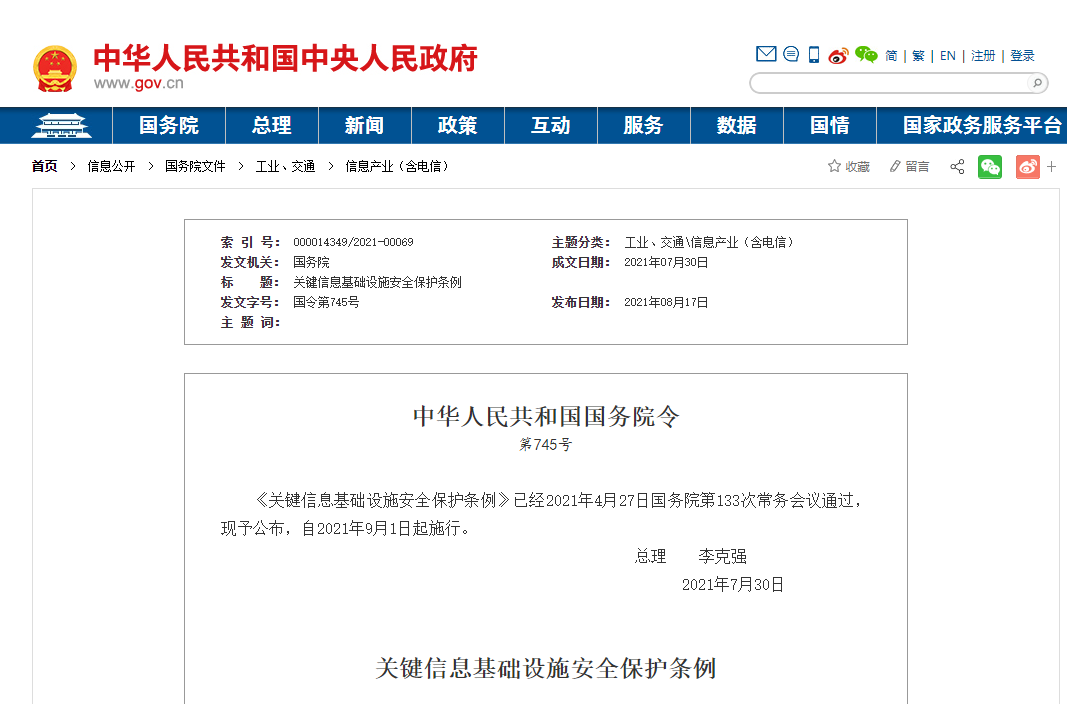 中华人民共和国中央人民政府
www.gov.cn
简 | 繁 | EN | 注册 | 登录
国务院 总理 新闻 政策 互动 服务 数据 国情 国家政务服务平台
首页 > 信息公开 > 国务院文件 > 工业、交通 > 信息产业（含电信）
收藏 留言
索 引 号： 000014349/2021-00069 主题分类： 工业、交通\信息产业（含电信）
发文机关： 国务院 成文日期： 2021年07月30日
标 题： 关键信息基础设施安全保护条例
发文字号： 国令第745号 发布日期： 2021年08月17日
主 题 词：
中华人民共和国国务院令
第745号
《关键信息基础设施安全保护条例》已经2021年4月27日国务院第133次常务会议通过，
现予公布，自2021年9月1日起施行。
总理 李克强
2021年7月30日
关键信息基础设施安全保护条例